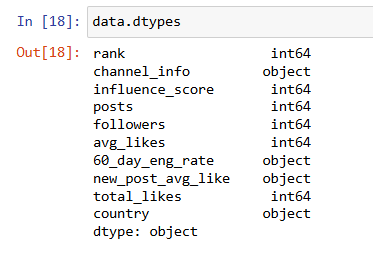 In [18]: data.dtypes
Out[18]: rank int64
channel_info object
influence_score int64
posts int64
followers int64
avg_likes int64
60_day_eng_rate object
new_post_avg_like object
total_likes int64
country object
dtype: object